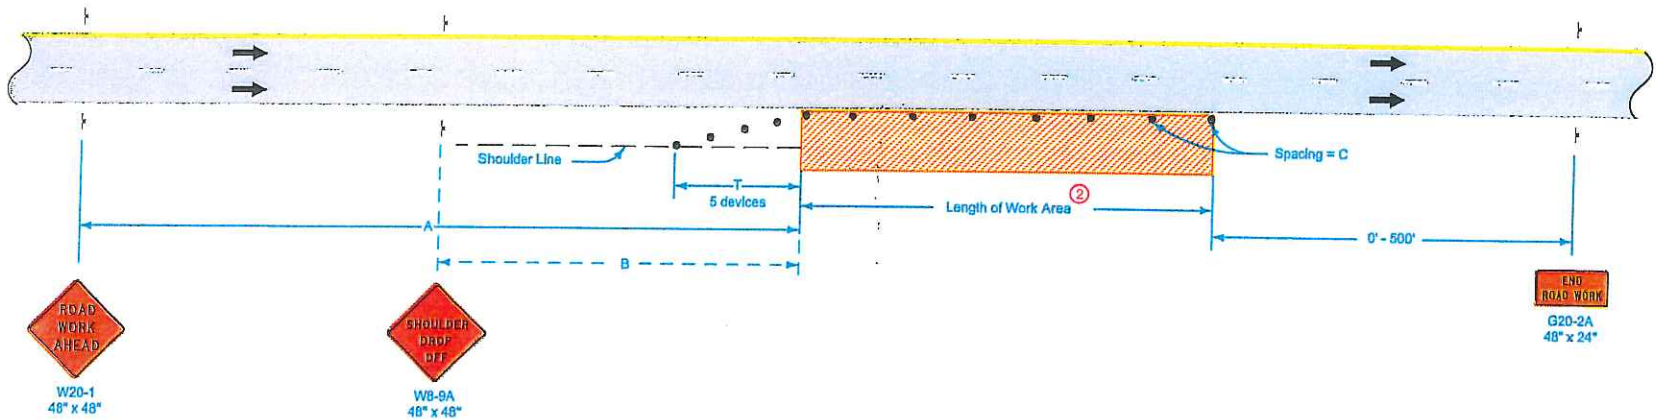 Shoulder Line
Spacing = C
T
5 devices
Length of Work Area ②
A
0' - 500'
B
ROAD
WORK
AHEAD
W20-1
48" x 48"
SHOULDER
DROP
OFF
W8-9A
48" x 48"
END
ROAD WORK
G20-2A
48" x 24"